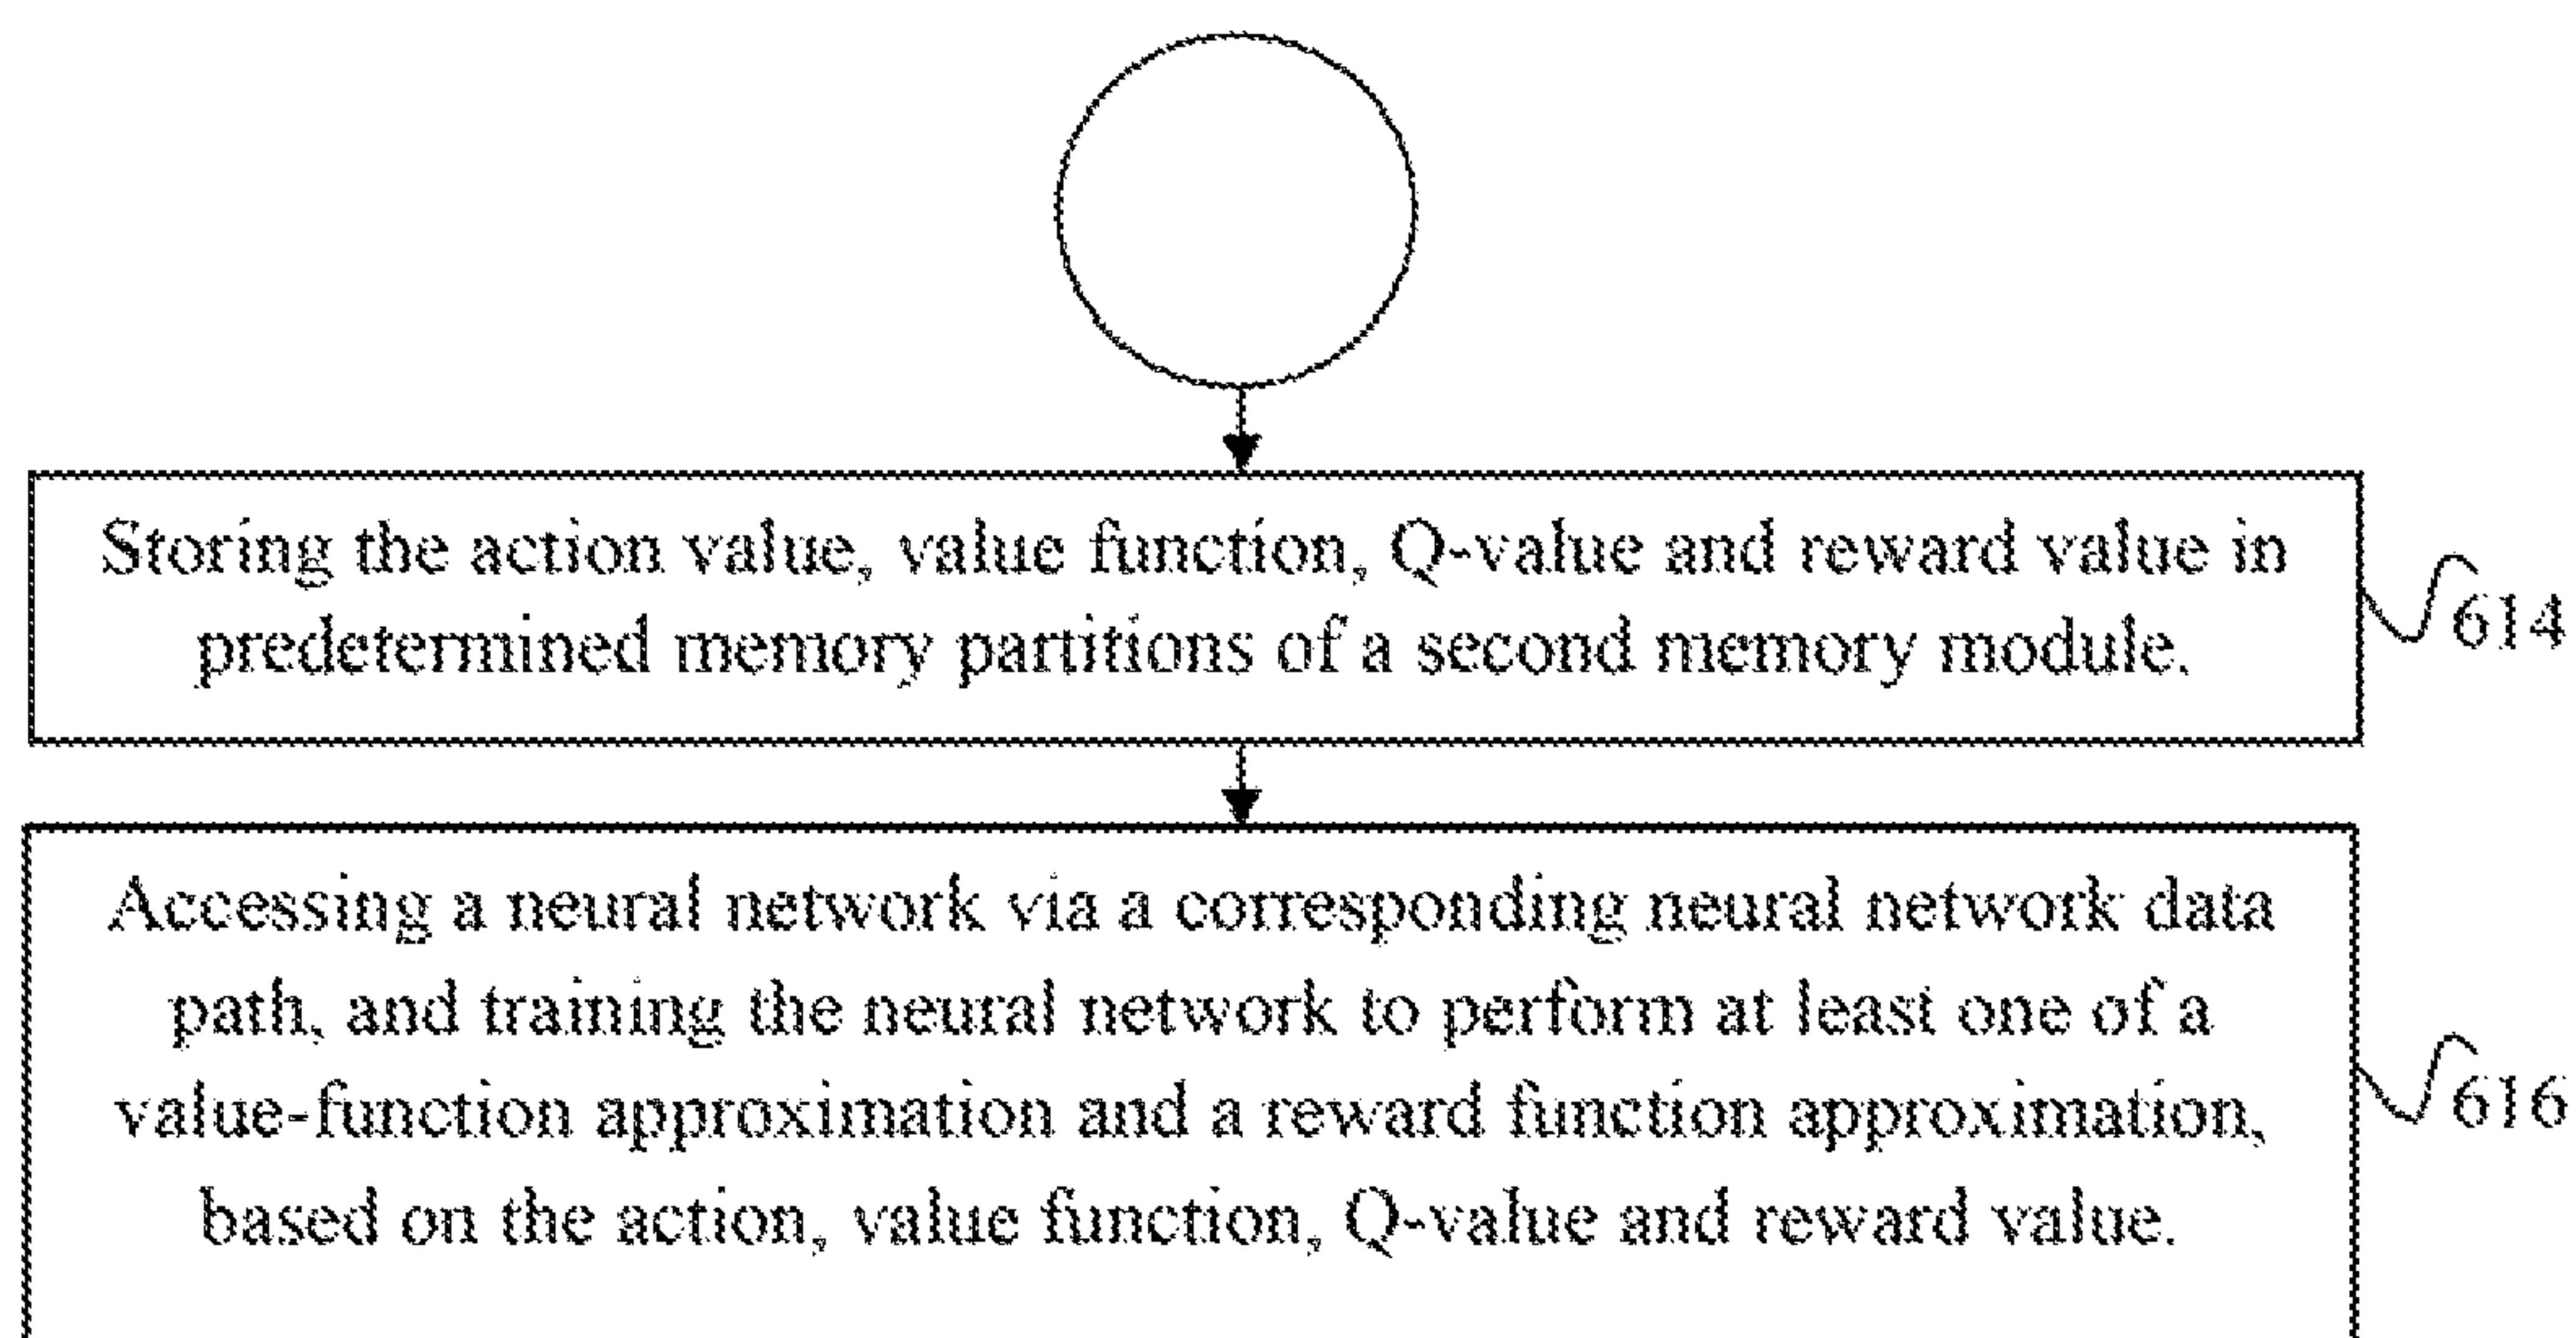 Storing the action value, value function, Q-value and reward value in
predetermined memory partitions of a second memory module.
614
Accessing a neural network via a corresponding neural network data
path, and training the neural network to perform at least one of a
value-function approximation and a reward function approximation,
based on the action, value function, Q-value and reward value.
616